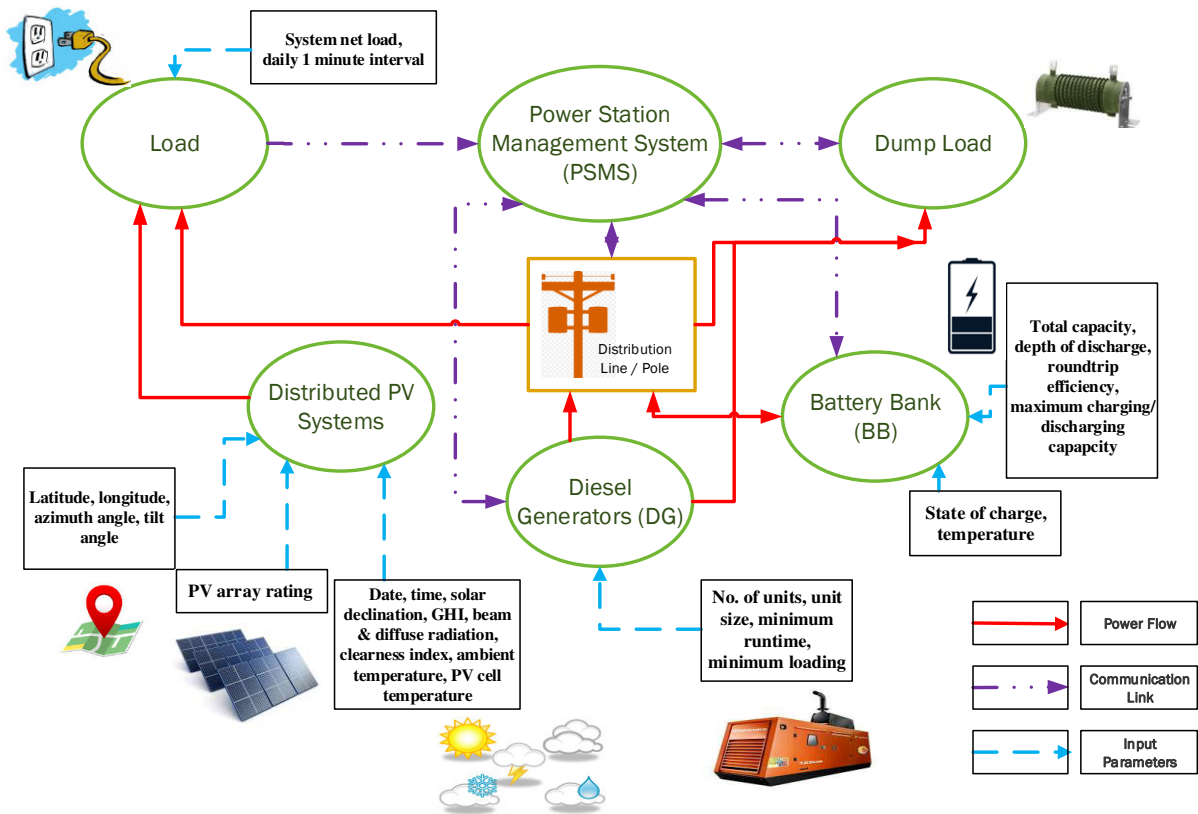 System net load,
daily 1 minute interval
Load
Power Station
Management System
(PSMS)
Dump Load
Distribution
Line / Pole
Distributed PV
Systems
Battery Bank
(BB)
Total capacity,
depth of discharge,
roundtrip
efficiency,
maximum charging/
discharging
capapcity
Diesel
Generators (DG)
Latitude, longitude,
azimuth angle, tilt
angle
State of charge,
temperature
PV array rating
Date, time, solar
declination, GHI, beam
& diffuse radiation,
clearness index, ambient
temperature, PV cell
temperature
No. of units, unit
size, minimum
runtime,
minimum loading
Power Flow
Communication
Link
Input
Parameters